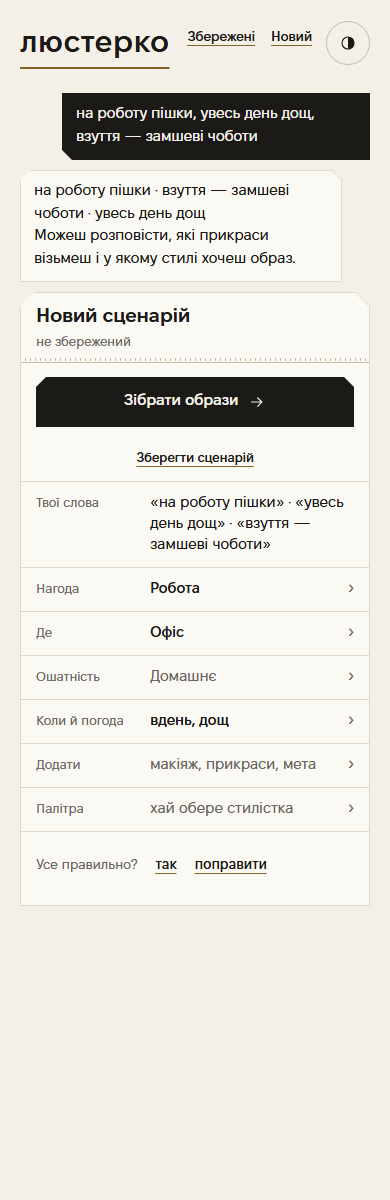 люстерко
Збережені
Новий
на роботу пішки, увесь день дощ,
взуття — замшеві чоботи
на роботу пішки · взуття — замшеві
чоботи · увесь день дощ
Можеш розповісти, які прикраси
візьмеш і у якому стилі хочеш образ.
Новий сценарій
не збережений
Зібрати образи →
Зберегти сценарій
Твої слова
«на роботу пішки» · «увесь
день дощ» · «взуття —
замшеві чоботи»
Нагода Робота ›
Де Офіс ›
Ошатність Домашнє ›
Коли й погода вдень, дощ ›
Додати макіяж, прикраси, мета ›
Палітра хай обере стилістка ›
Усе правильно? так поправити